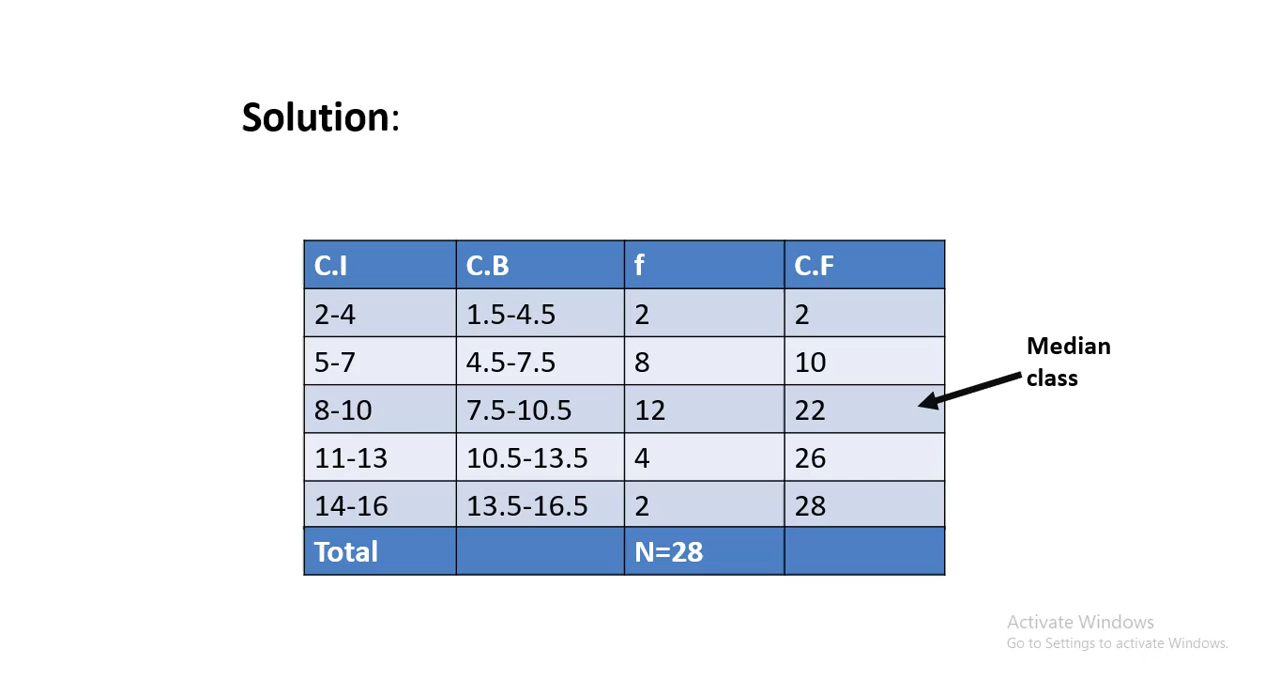 Solution:
C.I C.B f C.F
2-4 1.5-4.5 2 2
5-7 4.5-7.5 8 10
8-10 7.5-10.5 12 22
11-13 10.5-13.5 4 26
14-16 13.5-16.5 2 28
Total N=28
Median
class
Activate Windows
Go to Settings to activate Windows.